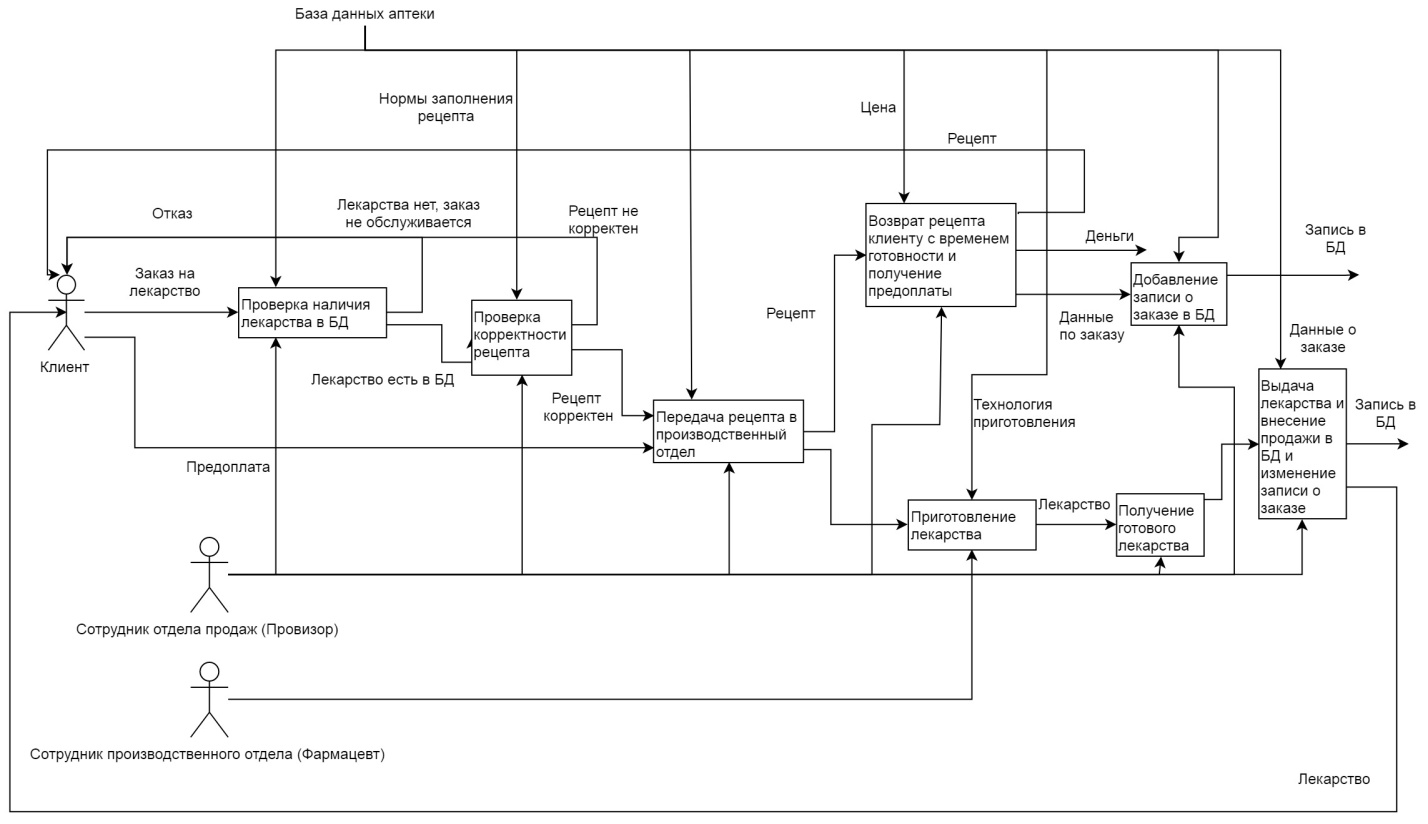 База данных аптеки
Нормы заполнения
рецепта
Цена
Рецепт
Отказ
Лекарства нет, заказ
не обслуживается
Рецепт не
корректен
Возврат рецепта
клиенту с временем
готовности и
получение
предоплаты
Деньги
Запись в
БД
Заказ на
лекарство
Проверка наличия
лекарства в БД
Проверка
корректности
рецепта
Рецепт
Добавление
записи о
заказе в БД
Данные
по заказу
Данные о
заказе
Клиент
Лекарство есть в БД
Рецепт
корректен
Передача рецепта в
производственный
отдел
Технология
приготовления
Выдача
лекарства и
внесение
продажи в
БД и
изменение
записи о
заказе
Запись в
БД
Предоплата
Приготовление
лекарства
Лекарство
Получение
готового
лекарства
Сотрудник отдела продаж (Провизор)
Сотрудник производственного отдела (Фармацевт)
Лекарство